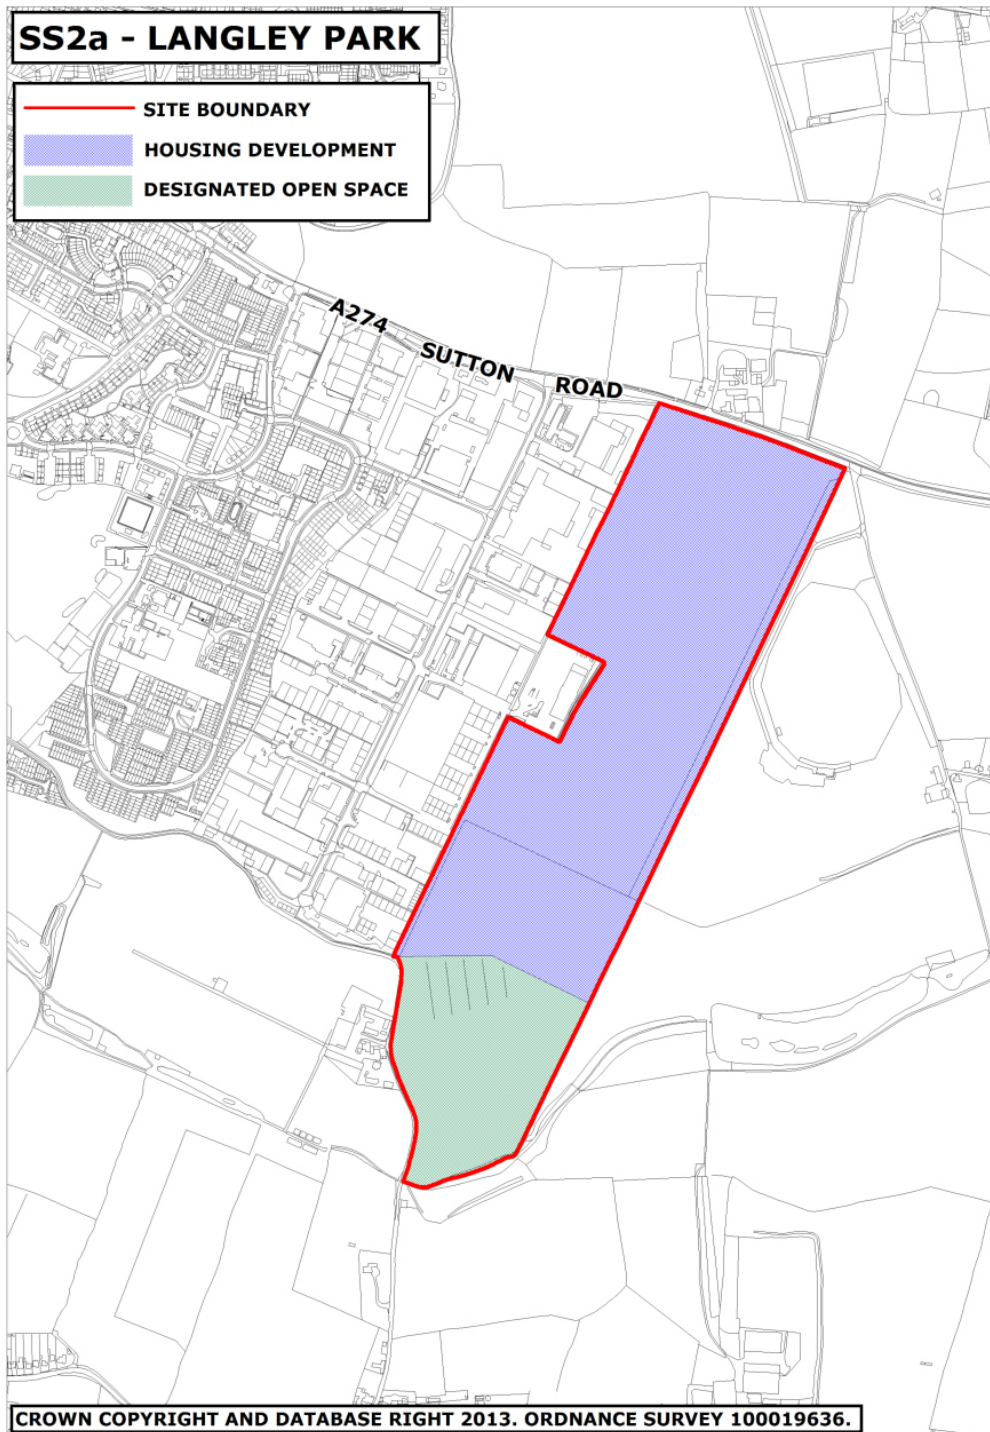 SS2a - LANGLEY PARK
SITE BOUNDARY
HOUSING DEVELOPMENT
DESIGNATED OPEN SPACE
A274 SUTTON ROAD
CROWN COPYRIGHT AND DATABASE RIGHT 2013. ORDNANCE SURVEY 100019636.